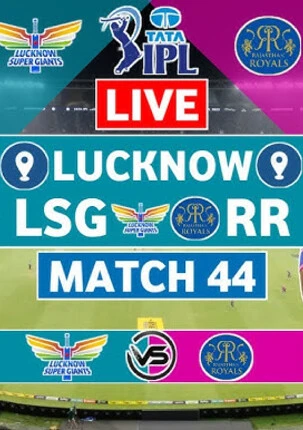 LUCKNOW
SUPER GIANTS
TATA
IPL
RAJASTHAN
ROYALS
LIVE
LUCKNOW
LSG RR
MATCH 44
LUCKNOW
SUPER GIANTS
VS
RAJASTHAN
ROYALS